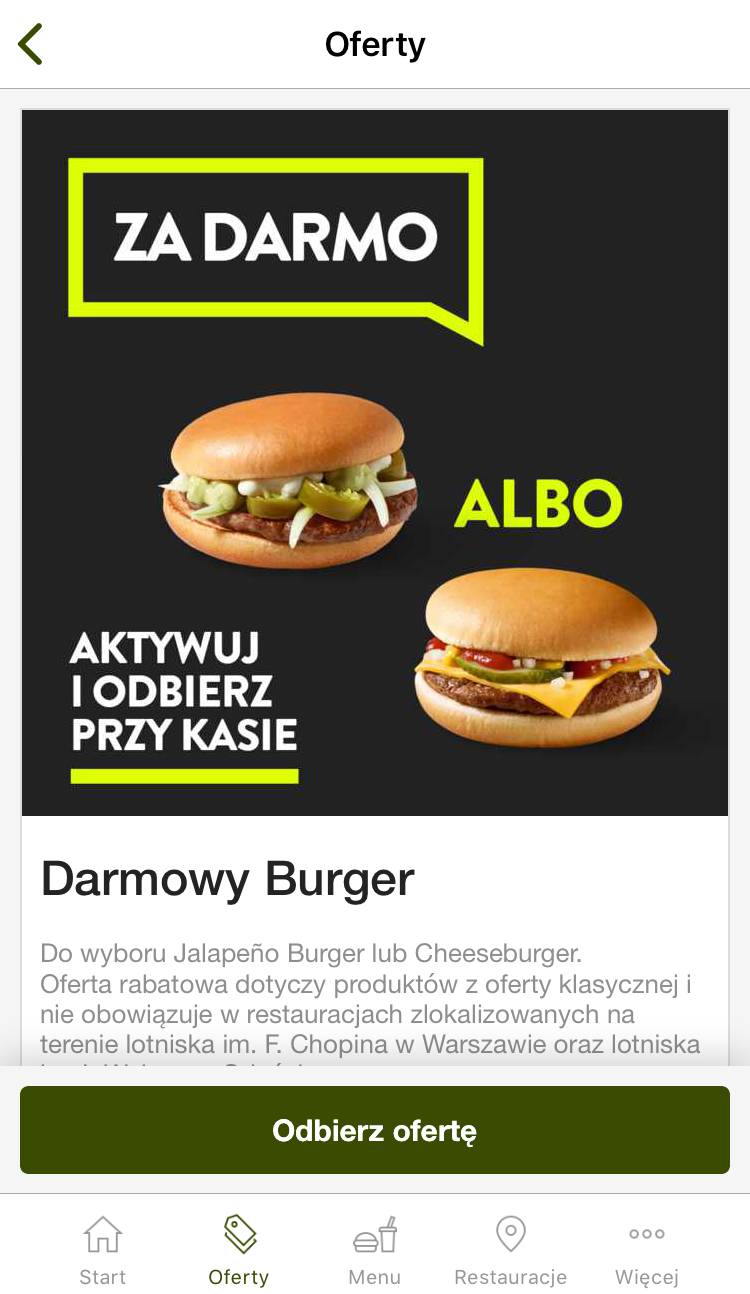 Oferty
ZA DARMO
ALBO
AKTYWUJ
I ODBIERZ
PRZY KASIE
Darmowy Burger
Do wyboru Jalapeño Burger lub Cheeseburger.
Oferta rabatowa dotyczy produktów z oferty klasycznej i
nie obowiązuje w restauracjach zlokalizowanych na
terenie lotniska im. F. Chopina w Warszawie oraz lotniska
Odbierz ofertę
Start
Oferty
Menu
Restauracje
Więcej